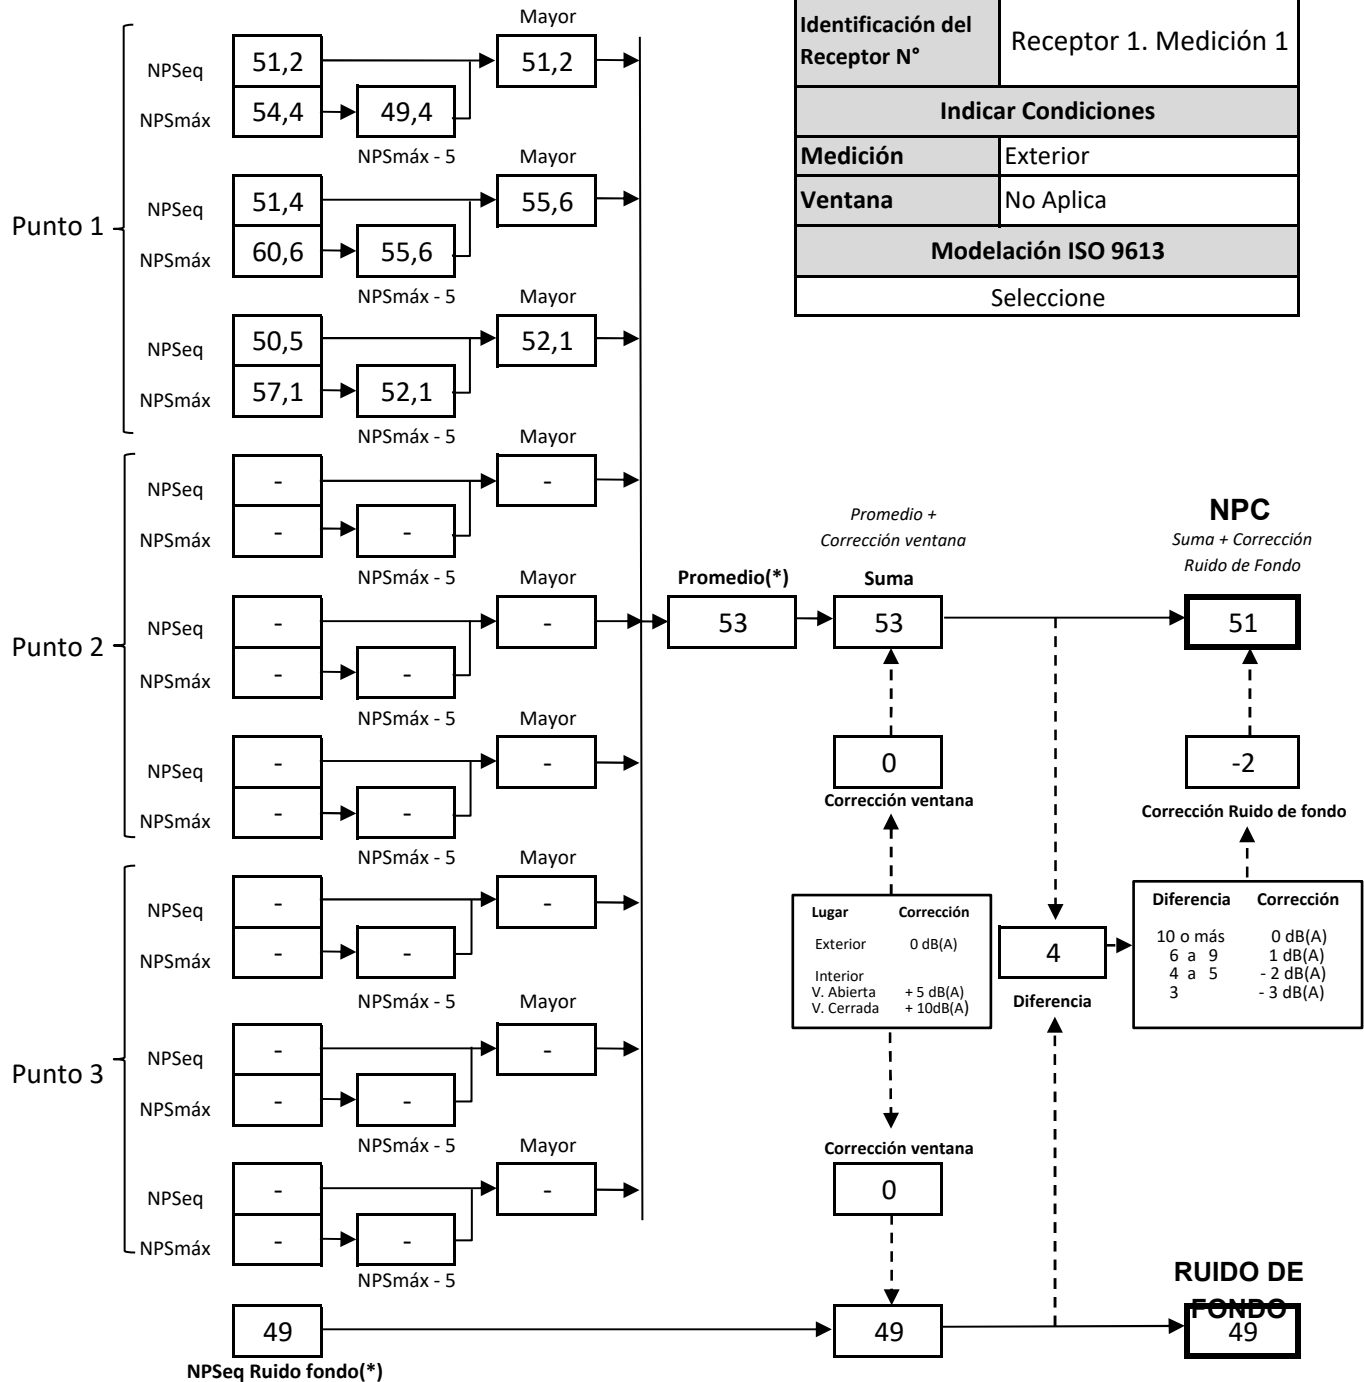 Identificación del
Receptor N°
Receptor 1. Medición 1
Indicar Condiciones
Medición
Exterior
Ventana
No Aplica
Modelación ISO 9613
Seleccione
Punto 1
Mayor
NPSeq
51,2
51,2
NPSmáx
54,4
49,4
NPSmáx - 5
Mayor
NPSeq
51,4
55,6
NPSmáx
60,6
55,6
NPSmáx - 5
Mayor
NPSeq
50,5
52,1
NPSmáx
57,1
52,1
NPSmáx - 5
Punto 2
Mayor
NPSeq
-
-
NPSmáx
-
-
NPSmáx - 5
Mayor
NPSeq
-
-
NPSmáx
-
-
NPSmáx - 5
Mayor
NPSeq
-
-
NPSmáx
-
-
NPSmáx - 5
Punto 3
Mayor
NPSeq
-
-
NPSmáx
-
-
NPSmáx - 5
Mayor
NPSeq
-
-
NPSmáx
-
-
NPSmáx - 5
Mayor
NPSeq
-
-
NPSmáx
-
-
NPSmáx - 5
Promedio(*)
53
Promedio +
Corrección ventana
Suma
53
NPC
Suma + Corrección
Ruido de Fondo
51
0
Corrección ventana
-2
Corrección Ruido de fondo
Lugar Corrección
Exterior 0 dB(A)
Interior
V. Abierta + 5 dB(A)
V. Cerrada + 10dB(A)
4
Diferencia
Diferencia Corrección
10 o más 0 dB(A)
6 a 9 1 dB(A)
4 a 5 - 2 dB(A)
3 - 3 dB(A)
Corrección ventana
0
49
NPSeq Ruido fondo(*)
49
RUIDO DE
FONDO
49